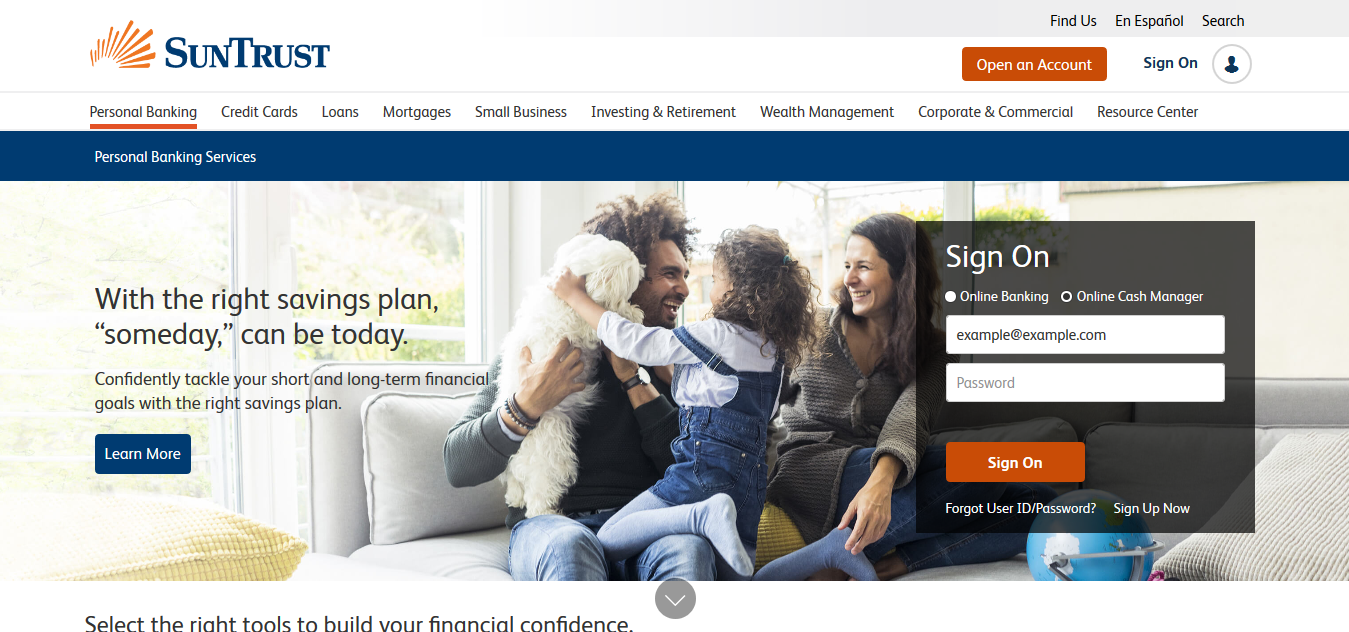 Find Us En Español Search
SUNTRUST
Open an Account Sign On
Personal Banking Credit Cards Loans Mortgages Small Business Investing & Retirement Wealth Management Corporate & Commercial Resource Center
Personal Banking Services
With the right savings plan,
“someday,” can be today.
Confidently tackle your short and long-term financial
goals with the right savings plan.
Learn More
Sign On
Online Banking Online Cash Manager
example@example.com
Password
Sign On
Forgot User ID/Password? Sign Up Now
Select the right tools to build your financial confidence.